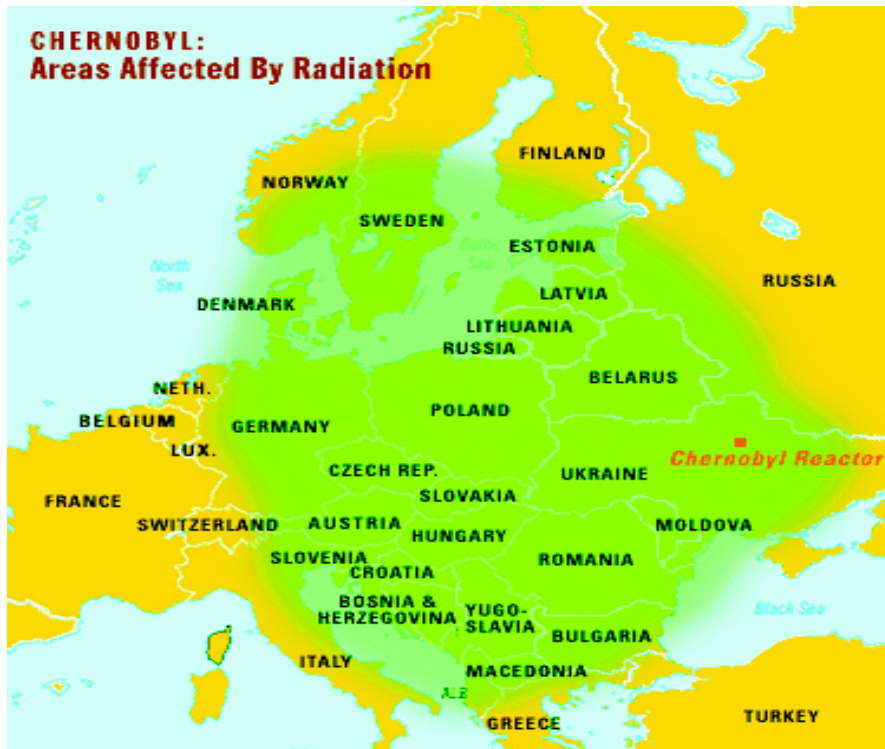 CHERNOBYL:
Areas Affected By Radiation
FINLAND
NORWAY
SWEDEN
Baltic
Sea
ESTONIA
North
Sea
RUSSIA
LATVIA
DENMARK
LITHUANIA
RUSSIA
BELARUS
NETH.
POLAND
BELGIUM
GERMANY
LUX.
Chernobyl Reactor
CZECH REP.
UKRAINE
SLOVAKIA
FRANCE
SWITZERLAND
AUSTRIA
MOLDOVA
HUNGARY
SLOVENIA
ROMANIA
CROATIA
BOSNIA &
HERZEGOVINA
YUGO-
SLAVIA
Black Sea
BULGARIA
ITALY
MACEDONIA
ALB
GREECE
TURKEY